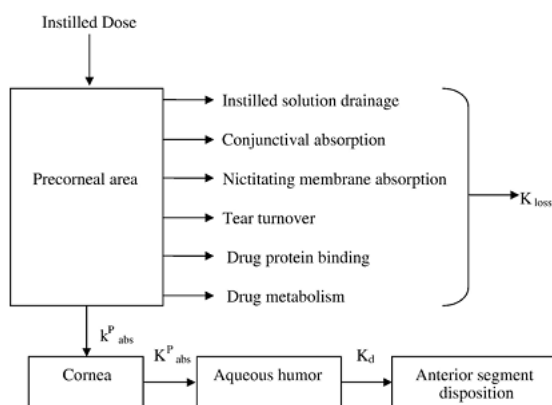 Instilled Dose
Instilled solution drainage
Conjunctival absorption
Precorneal area
Nictitating membrane absorption
K loss
Tear turnover
Drug protein binding
Drug metabolism
k^P abs
K^P abs
K_d
Cornea
Aqueous humor
Anterior segment
disposition